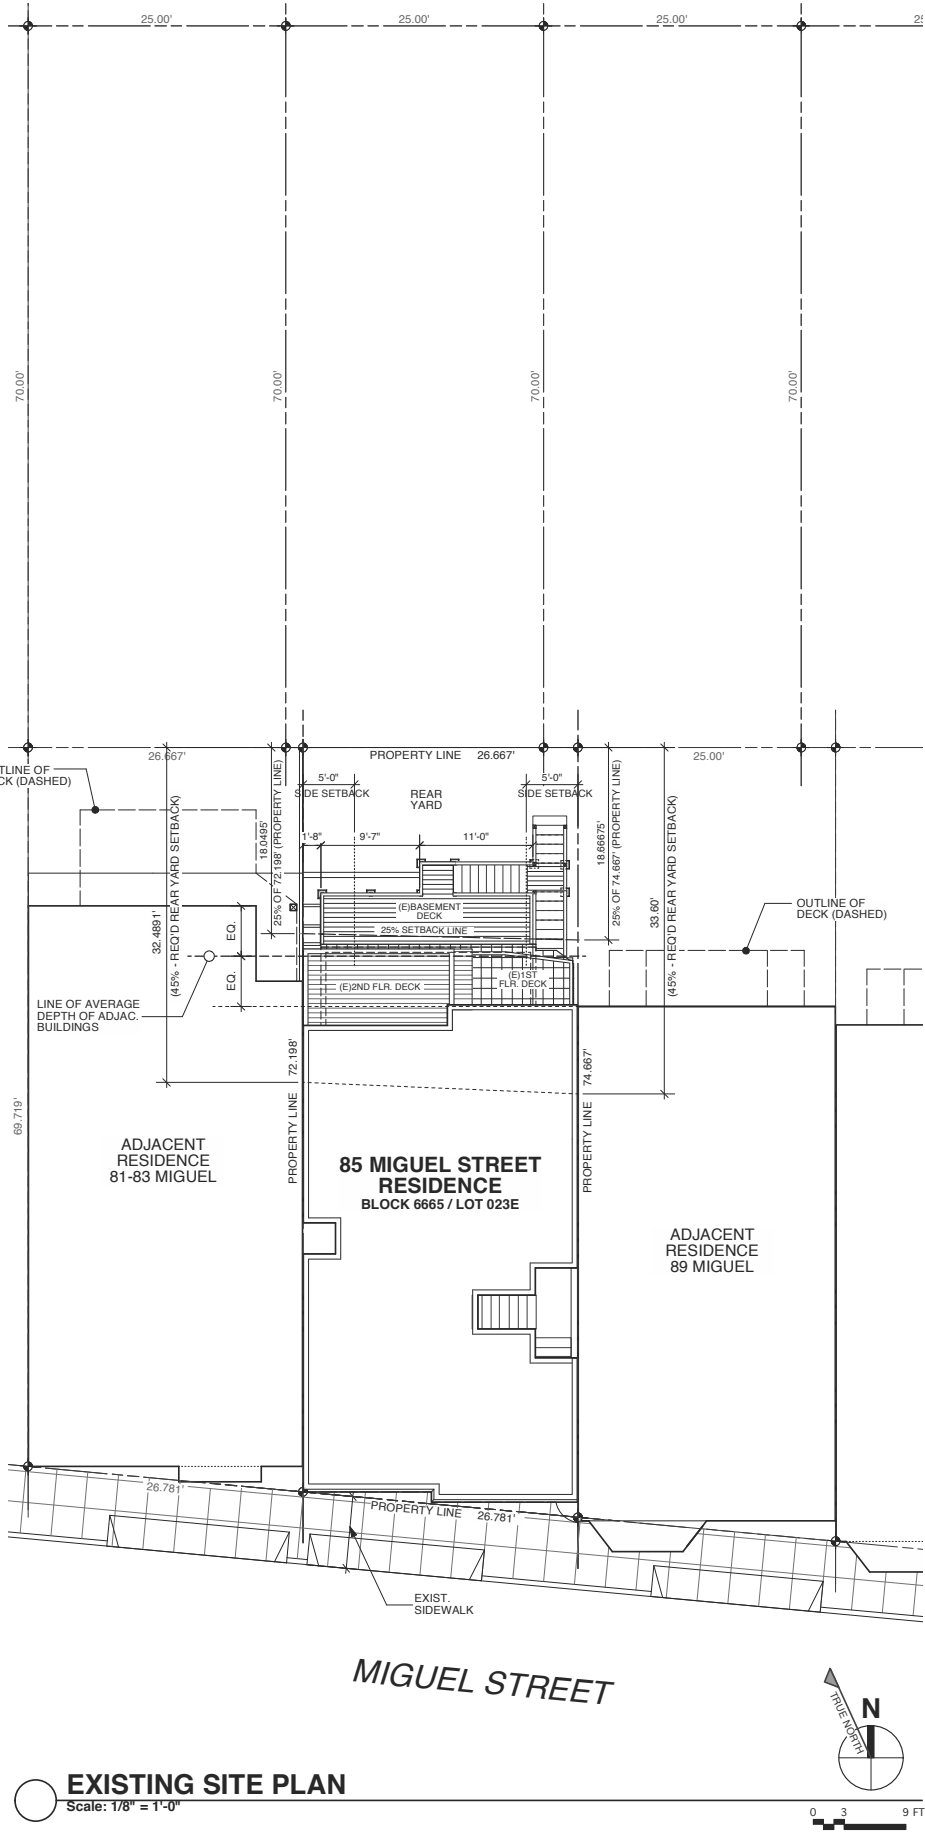 25.00'
25.00'
25.00'
70.00'
70.00'
70.00'
70.00'
26.667'
PROPERTY LINE 26.667'
25.00'
TLINE OF
CK (DASHED)
5'-0"
SIDE SETBACK
REAR
YARD
5'-0"
SIDE SETBACK
18.0495'
25% OF 72.198' (PROPERTY LINE)
1'-8"
9'-7"
11'-0"
18.66675'
25% OF 74.667' (PROPERTY LINE)
32.4891'
(45% - REQ'D REAR YARD SETBACK)
33.60'
(45% - REQ'D REAR YARD SETBACK)
(E)BASEMENT
DECK
25% SETBACK LINE
OUTLINE OF
DECK (DASHED)
EQ.
EQ.
(E)2ND FLR. DECK
(E)1ST
FLR. DECK
LINE OF AVERAGE
DEPTH OF ADJAC.
BUILDINGS
PROPERTY LINE 72.198'
PROPERTY LINE 74.667'
69.719'
ADJACENT
RESIDENCE
81-83 MIGUEL
85 MIGUEL STREET
RESIDENCE
BLOCK 6665 / LOT 023E
ADJACENT
RESIDENCE
89 MIGUEL
26.781'
PROPERTY LINE 26.781'
EXIST.
SIDEWALK
MIGUEL STREET
TRUE NORTH
N
EXISTING SITE PLAN
Scale: 1/8" = 1'-0"
0 3 9 FT